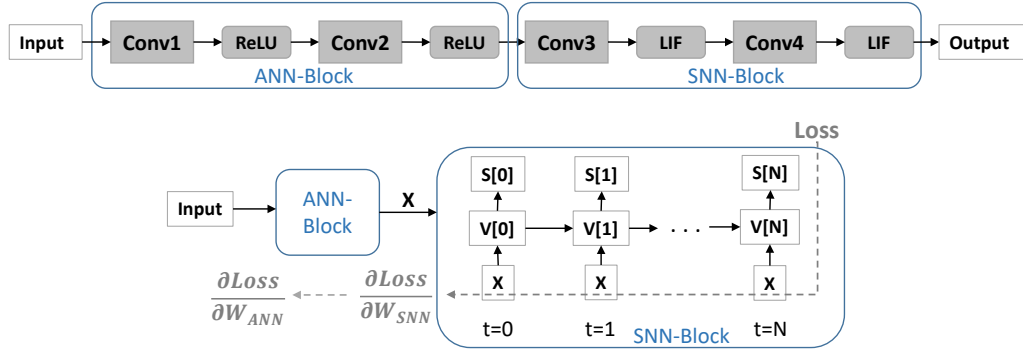 Input Conv1 ReLU Conv2 ReLU Conv3 LIF Conv4 LIF Output
ANN-Block SNN-Block
Loss
S[0] S[1] S[N]
Input ANN-Block X V[0] V[1] . . . V[N]
X X X
∂Loss/∂W_ANN ∂Loss/∂W_SNN
t=0 t=1 t=N
SNN-Block